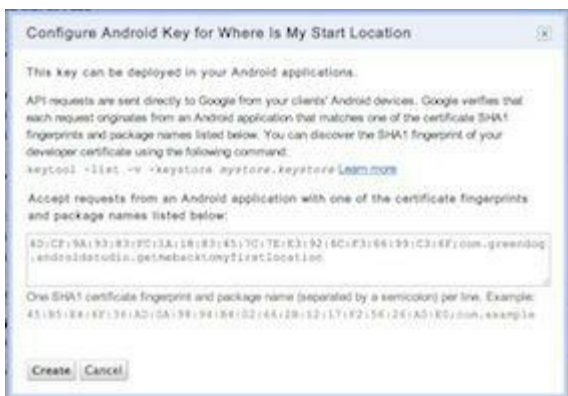 Configure Android Key for Where Is My Start Location
This key can be deployed in your Android applications.
API requests are sent directly to Google from your clients' Android devices. Google verifies that
each request originates from an Android application that matches one of the certificate SHA1
fingerprints and package names listed below. You can discover the SHA1 fingerprint of your
developer certificate using the following command:
keytool -list -v -keystore mystore.keystore Learn more
Accept requests from an Android application with one of the certificate fingerprints
and package names listed below:
com.greendog
.androidstudio.getmebacktomyfirstlocation
One SHA1 certificate fingerprint and package name (separated by a semicolon) per line. Example:
com.example
Create Cancel